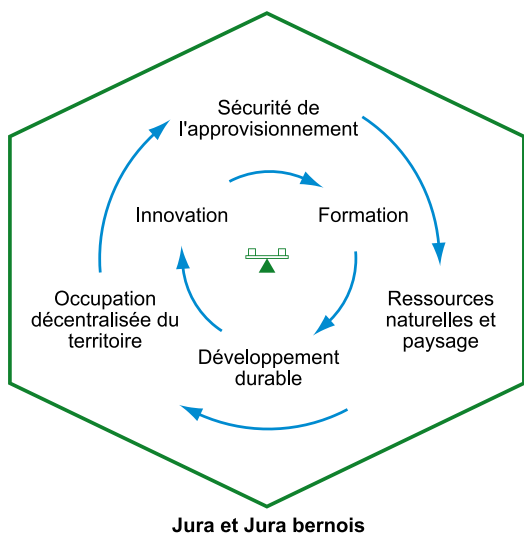 Sécurité de
l'approvisionnement
Innovation
Formation
Occupation
décentralisée du
territoire
Ressources
naturelles et
paysage
Développement
durable
Jura et Jura bernois